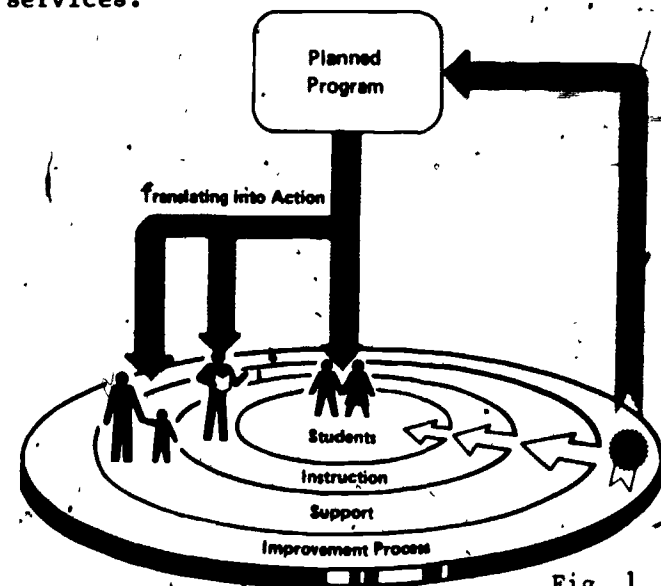 services.
Planned
Program
Translating into Action
Students
Instruction
Support
Improvement Process
Fig. 1